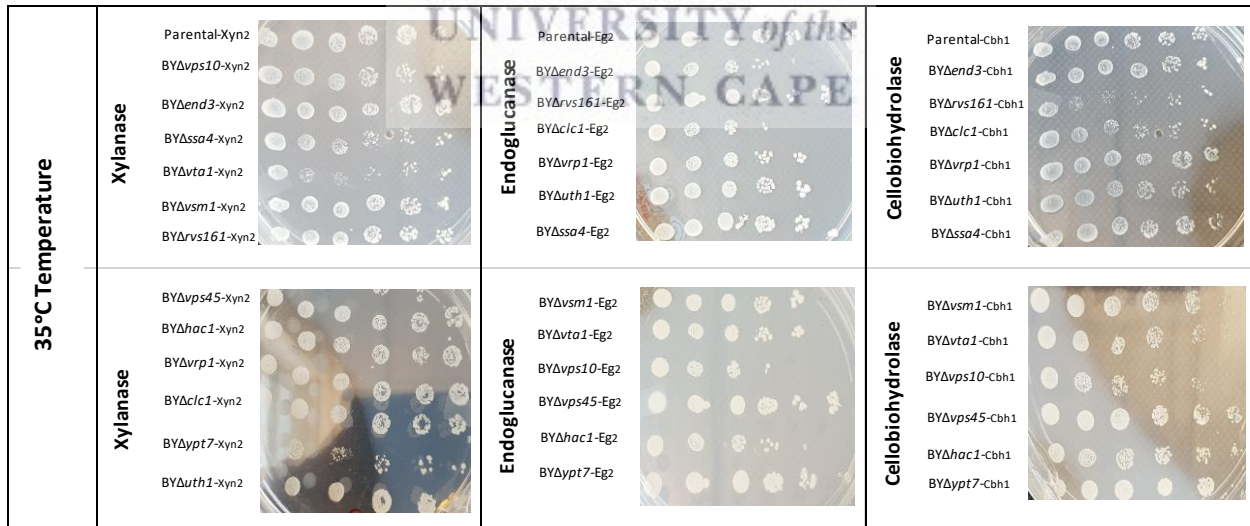 UNIVERSITY of the
WESTERN CAPE
35°C Temperature
Xylanase
Parental-Xyn2
BYΔvps10-Xyn2
BYΔend3-Xyn2
BYΔssa4-Xyn2
BYΔvta1-Xyn2
BYΔvsm1-Xyn2
BYΔrvs161-Xyn2
Endoglucanase
Parental-Eg2
BYΔend3-Eg2
BYΔrvs161-Eg2
BYΔclc1-Eg2
BYΔvrp1-Eg2
BYΔuth1-Eg2
BYΔssa4-Eg2
Cellobiohydrolase
Parental-Cbh1
BYΔend3-Cbh1
BYΔrvs161-Cbh1
BYΔclc1-Cbh1
BYΔvrp1-Cbh1
BYΔuth1-Cbh1
BYΔssa4-Cbh1
Xylanase
BYΔvps45-Xyn2
BYΔhac1-Xyn2
BYΔvrp1-Xyn2
BYΔclc1-Xyn2
BYΔypt7-Xyn2
BYΔuth1-Xyn2
Endoglucanase
BYΔvsm1-Eg2
BYΔvta1-Eg2
BYΔvps10-Eg2
BYΔvps45-Eg2
BYΔhac1-Eg2
BYΔypt7-Eg2
Cellobiohydrolase
BYΔvsm1-Cbh1
BYΔvta1-Cbh1
BYΔvps10-Cbh1
BYΔvps45-Cbh1
BYΔhac1-Cbh1
BYΔypt7-Cbh1